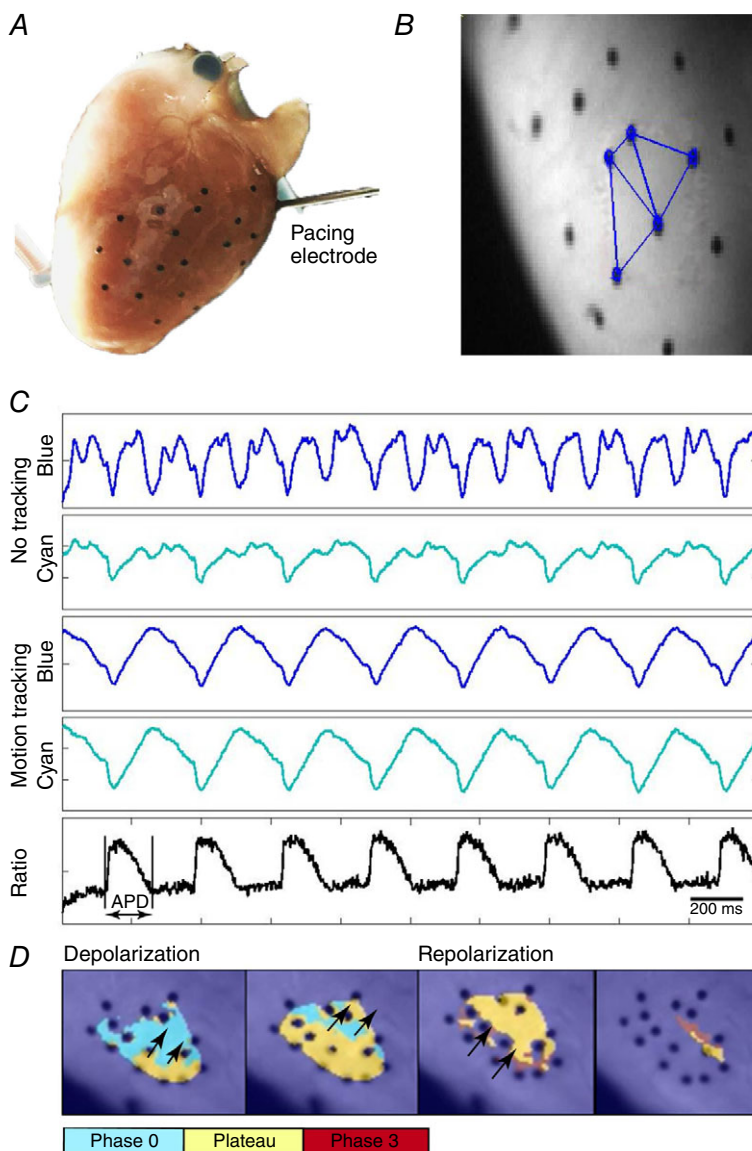 A
B
Pacing
electrode
C
No tracking
Blue
Cyan
Motion tracking
Blue
Cyan
Ratio
APD
200 ms
D
Depolarization
Repolarization
Phase 0
Plateau
Phase 3